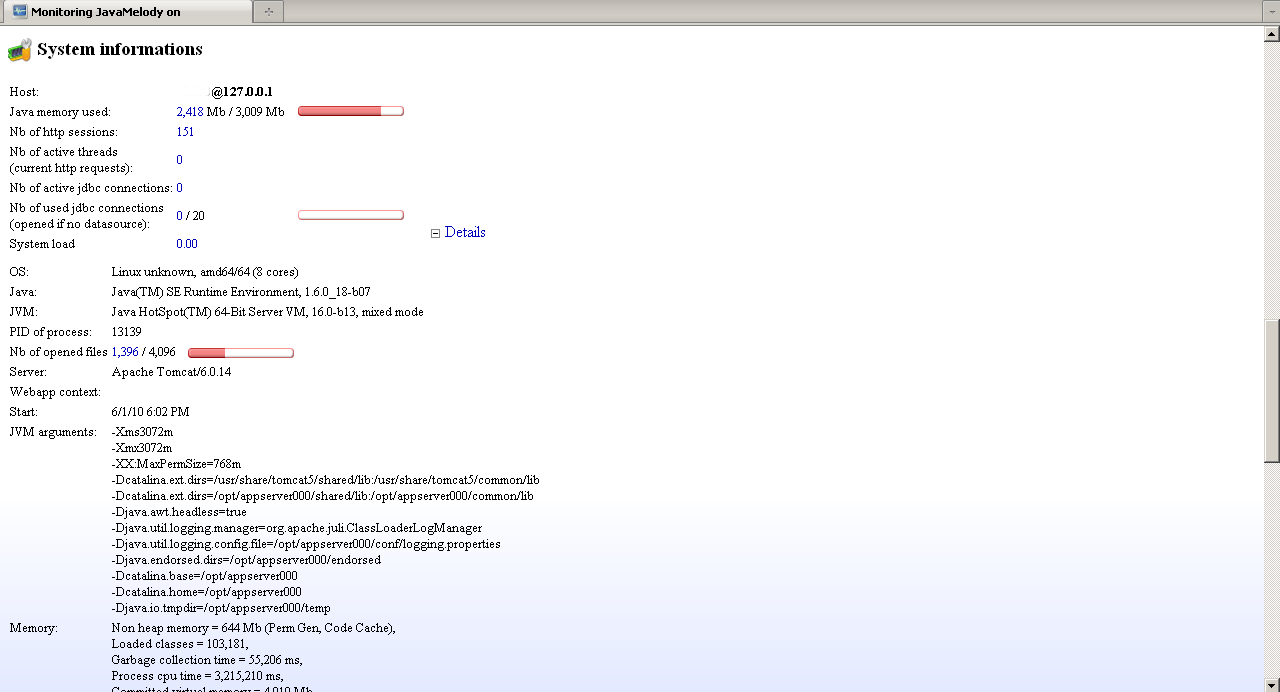 Monitoring JavaMelody on
System informations
Host: @127.0.0.1
Java memory used: 2,418 Mb / 3,009 Mb
Nb of http sessions: 151
Nb of active threads
(current http requests): 0
Nb of active jdbc connections: 0
Nb of used jdbc connections
(opened if no datasource): 0 / 20
Details
System load 0.00
OS: Linux unknown, amd64/64 (8 cores)
Java: Java(TM) SE Runtime Environment, 1.6.0_18-b07
JVM: Java HotSpot(TM) 64-Bit Server VM, 16.0-b13, mixed mode
PID of process: 13139
Nb of opened files 1,396 / 4,096
Server: Apache Tomcat/6.0.14
Webapp context:
Start: 6/1/10 6:02 PM
JVM arguments: -Xms3072m
-Xmx3072m
-XX:MaxPermSize=768m
-Dcatalina.ext.dirs=/usr/share/tomcat5/shared/lib:/usr/share/tomcat5/common/lib
-Dcatalina.ext.dirs=/opt/appserver000/shared/lib:/opt/appserver000/common/lib
-Djava.awt.headless=true
-Djava.util.logging.manager=org.apache.juli.ClassLoaderLogManager
-Djava.util.logging.config.file=/opt/appserver000/conf/logging.properties
-Djava.endorsed.dirs=/opt/appserver000/endorsed
-Dcatalina.base=/opt/appserver000
-Dcatalina.home=/opt/appserver000
-Djava.io.tmpdir=/opt/appserver000/temp
Memory: Non heap memory = 644 Mb (Perm Gen, Code Cache),
Loaded classes = 103,181,
Garbage collection time = 55,206 ms,
Process cpu time = 3,215,210 ms,
Committed virtual memory = 4,010 Mb